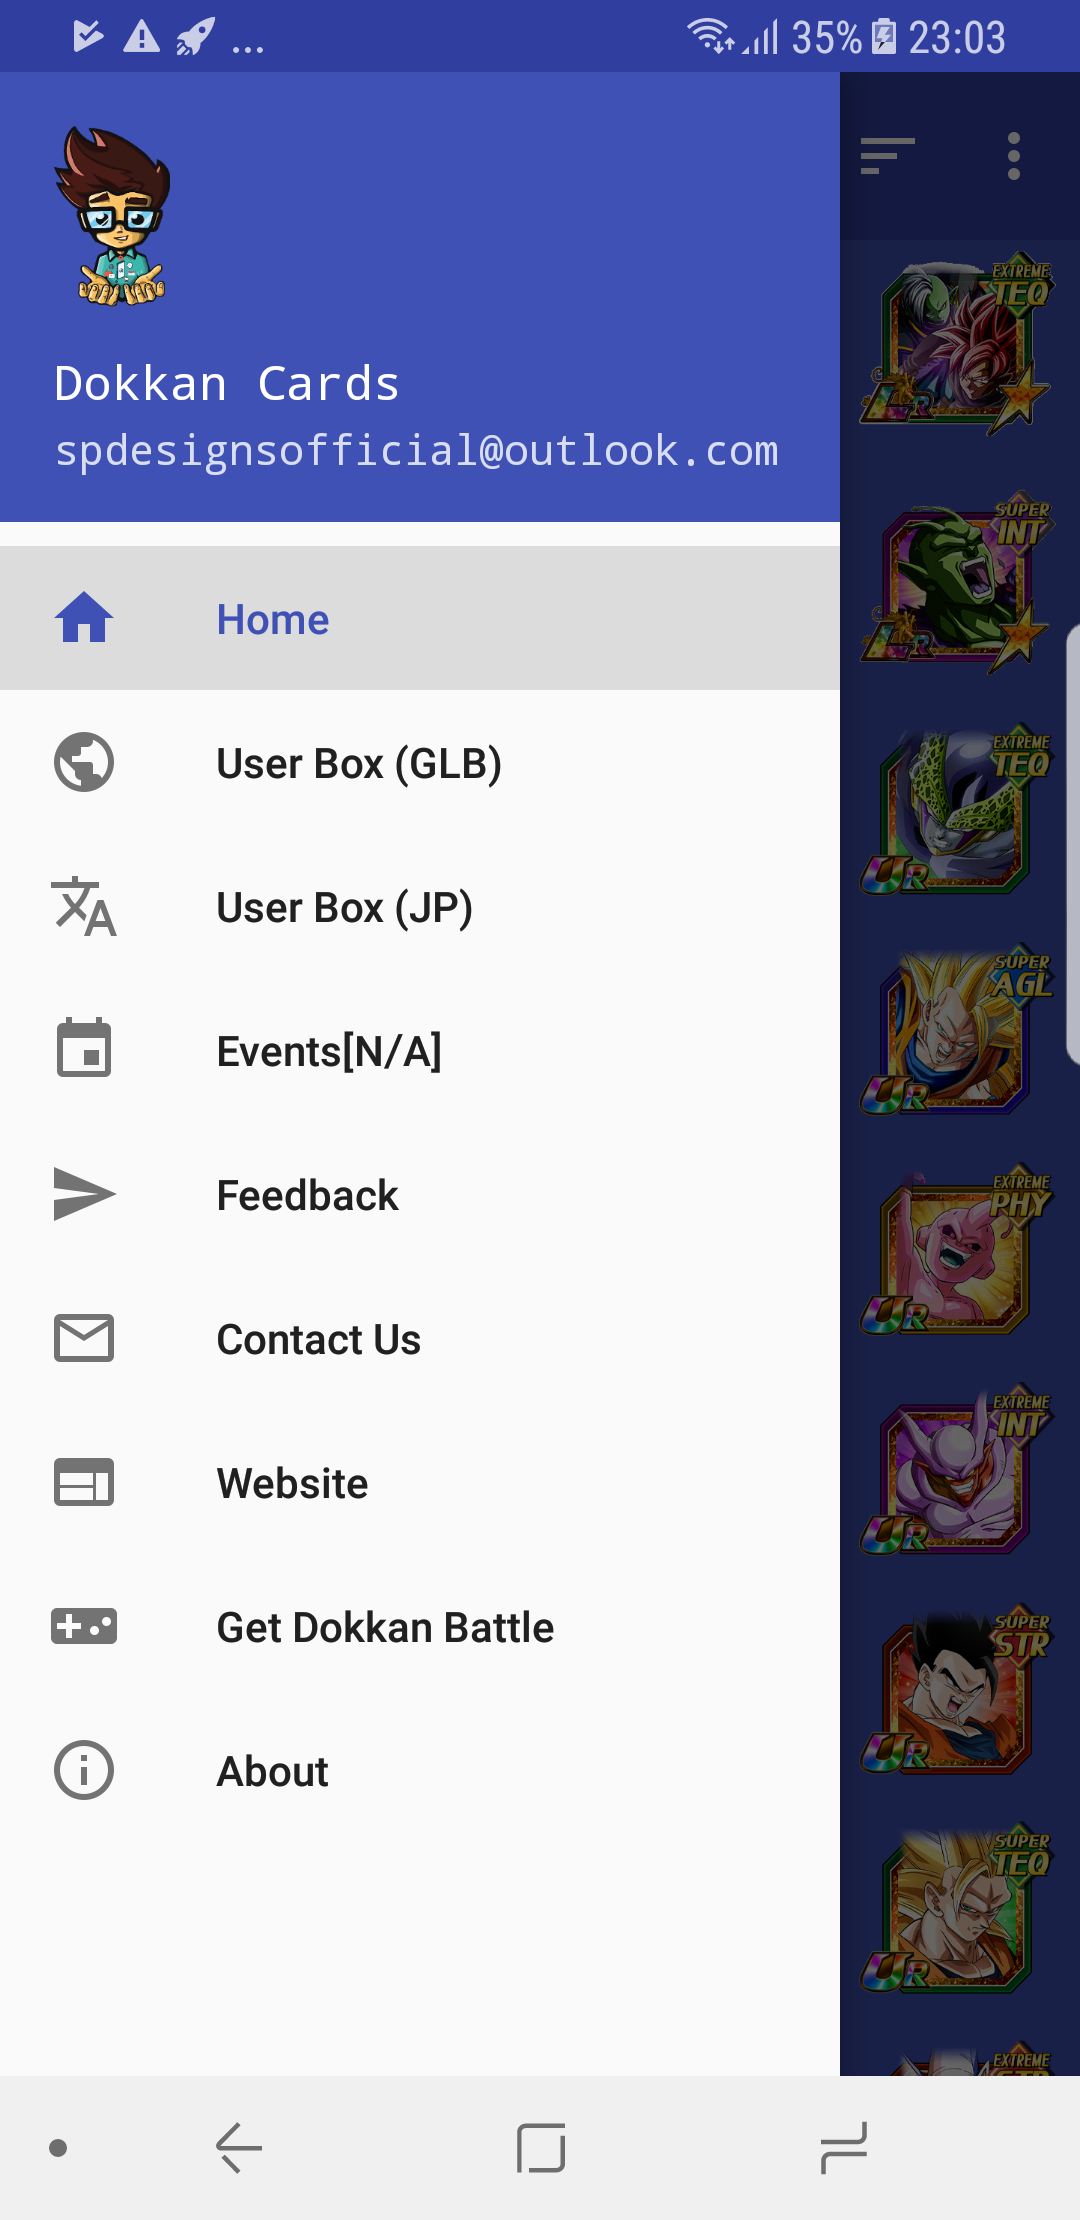 ... 35% 23:03
Dokkan Cards
spdesignsofficial@outlook.com
Home
User Box (GLB)
User Box (JP)
Events[N/A]
Feedback
Contact Us
Website
Get Dokkan Battle
About
EXTREME
TEQ
LR
SUPER
INT
LR
EXTREME
TEQ
UR
SUPER
AGL
UR
EXTREME
PHY
UR
EXTREME
INT
UR
SUPER
STR
UR
SUPER
TEQ
UR
EXTREME
STR